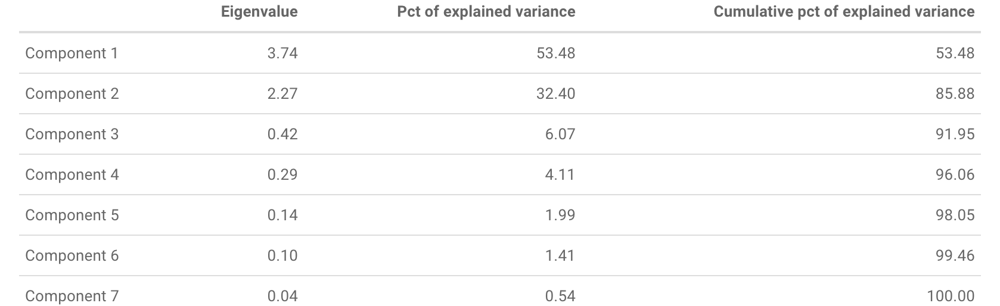 Eigenvalue Pct of explained variance Cumulative pct of explained variance
Component 1 3.74 53.48 53.48
Component 2 2.27 32.40 85.88
Component 3 0.42 6.07 91.95
Component 4 0.29 4.11 96.06
Component 5 0.14 1.99 98.05
Component 6 0.10 1.41 99.46
Component 7 0.04 0.54 100.00